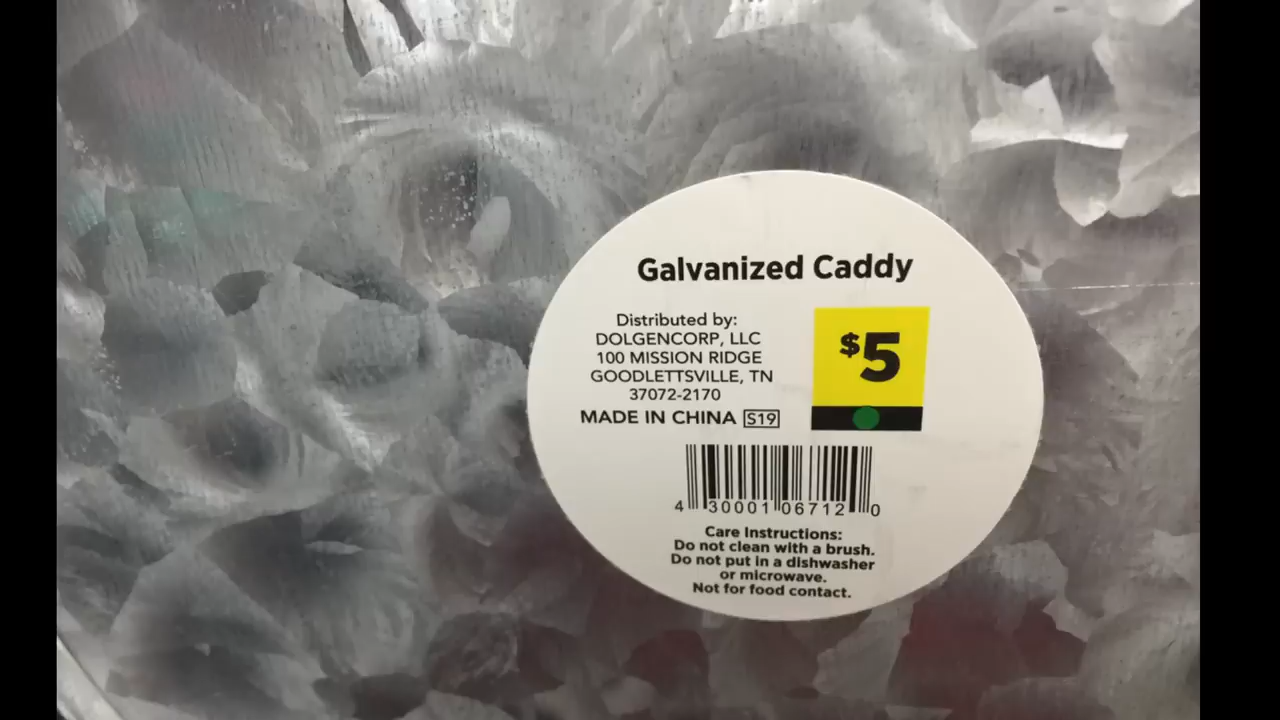 Galvanized Caddy
Distributed by:
DOLGENCORP, LLC
100 MISSION RIDGE
GOODLETTSVILLE, TN
37072-2170
MADE IN CHINA S19
$5
4 30001 06712 0
Care Instructions:
Do not clean with a brush.
Do not put in a dishwasher
or microwave.
Not for food contact.